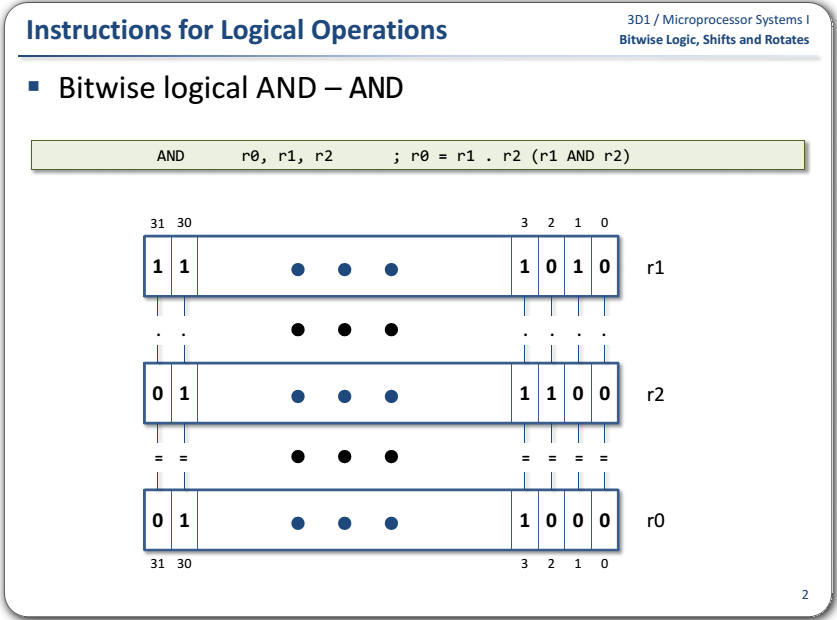 Instructions for Logical Operations
3D1 / Microprocessor Systems I
Bitwise Logic, Shifts and Rotates
▪ Bitwise logical AND – AND
AND r0, r1, r2 ; r0 = r1 . r2 (r1 AND r2)
31 30 3 2 1 0
1 1 • • • 1 0 1 0 r1
. . • • • . . . .
0 1 • • • 1 1 0 0 r2
= = • • • = = = =
0 1 • • • 1 0 0 0 r0
31 30 3 2 1 0
2